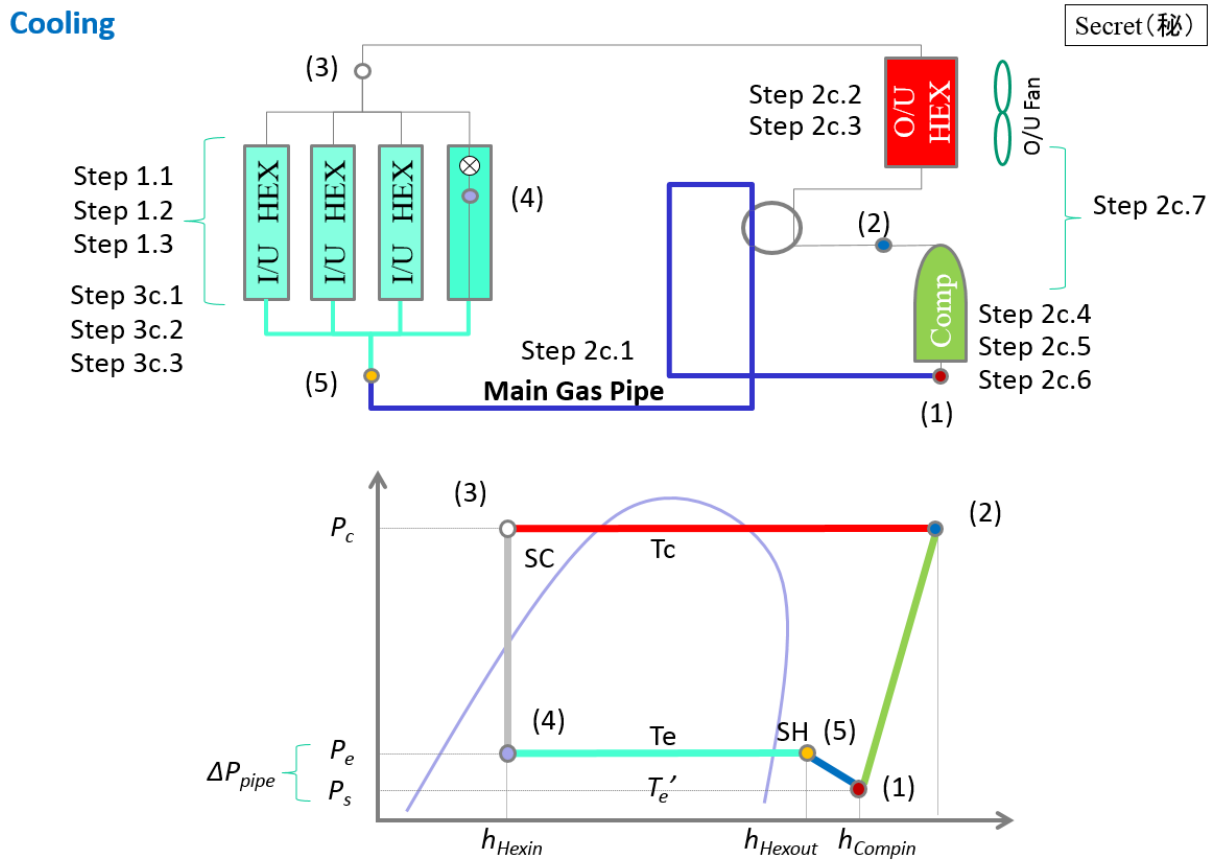 Cooling
Secret(秘)
(3)
Step 2c.2
Step 2c.3
O/U HEX
O/U Fan
Step 1.1
Step 1.2
Step 1.3
I/U HEX
I/U HEX
I/U HEX
(4)
Step 2c.7
(2)
Step 3c.1
Step 3c.2
Step 3c.3
Comp
Step 2c.4
Step 2c.5
Step 2c.6
Step 2c.1
(5)
Main Gas Pipe
(1)
(3)
(2)
Pc
SC
Tc
(4)
Te
SH
(5)
Pe
ΔPpipe
Ps
Te′
(1)
hHexin
hHexout
hCompin